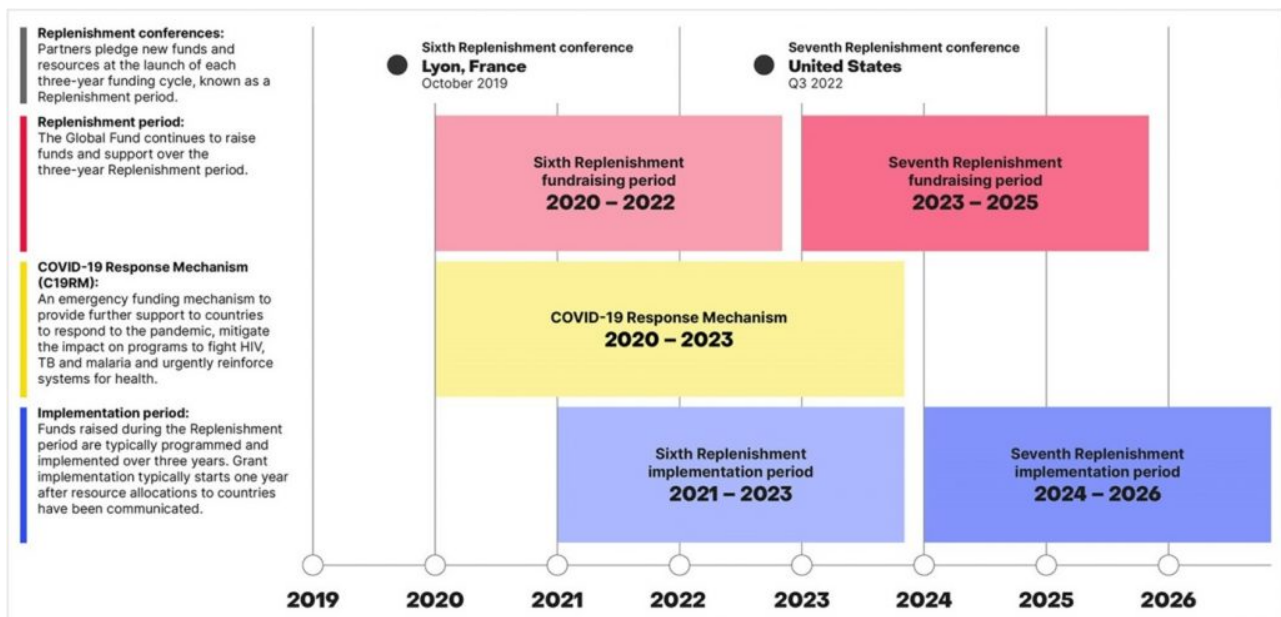 Replenishment conferences:
Partners pledge new funds and
resources at the launch of each
three-year funding cycle, known as a
Replenishment period.
Sixth Replenishment conference
Lyon, France
October 2019
Seventh Replenishment conference
United States
Q3 2022
Replenishment period:
The Global Fund continues to raise
funds and support over the
three-year Replenishment period.
Sixth Replenishment
fundraising period
2020 – 2022
Seventh Replenishment
fundraising period
2023 – 2025
COVID-19 Response Mechanism
(C19RM):
An emergency funding mechanism to
provide further support to countries
to respond to the pandemic, mitigate
the impact on programs to fight HIV,
TB and malaria and urgently reinforce
systems for health.
COVID-19 Response Mechanism
2020 – 2023
Implementation period:
Funds raised during the Replenishment
period are typically programmed and
implemented over three years. Grant
implementation typically starts one year
after resource allocations to countries
have been communicated.
Sixth Replenishment
implementation period
2021 – 2023
Seventh Replenishment
implementation period
2024 – 2026
2019 2020 2021 2022 2023 2024 2025 2026